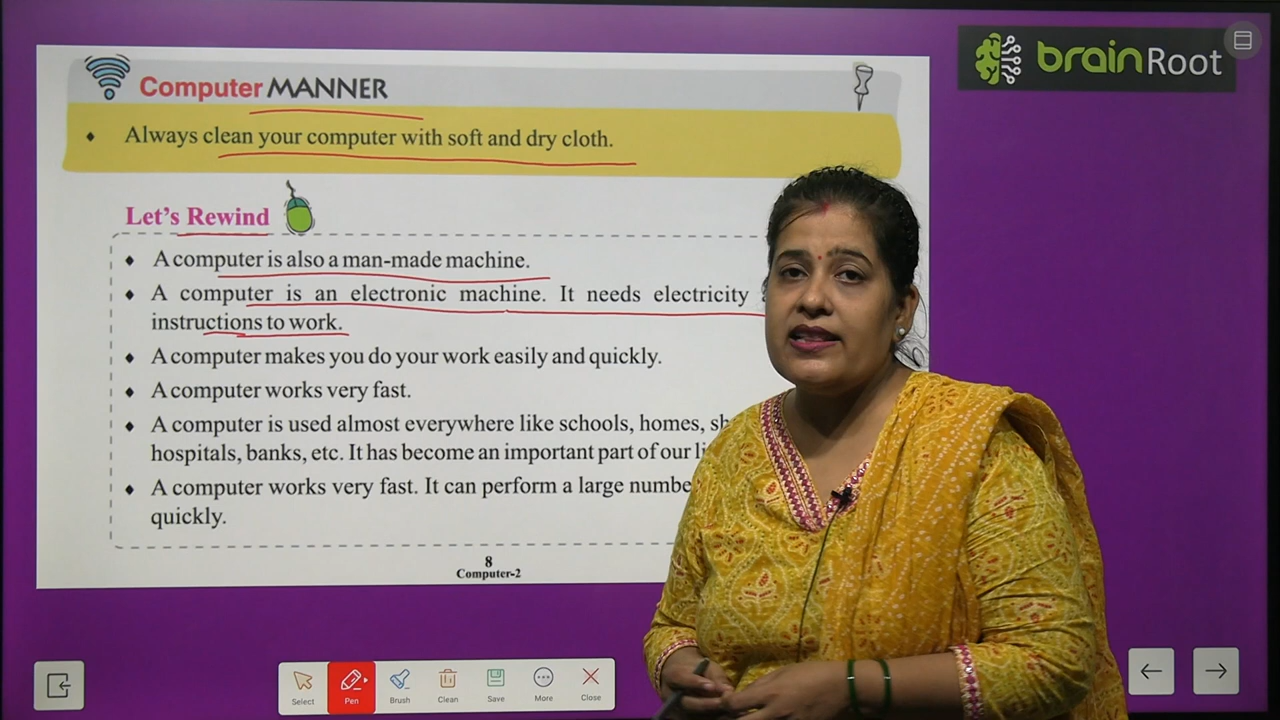 brainRoot
Computer MANNER
Always clean your computer with soft and dry cloth.
Let's Rewind
A computer is also a man-made machine.
A computer is an electronic machine. It needs electricity
instructions to work.
A computer makes you do your work easily and quickly.
A computer works very fast.
A computer is used almost everywhere like schools, homes,
hospitals, banks, etc. It has become an important part of our
A computer works very fast. It can perform a large
quickly.
8
Computer-2
Select Pen Brush Clean Save More Close